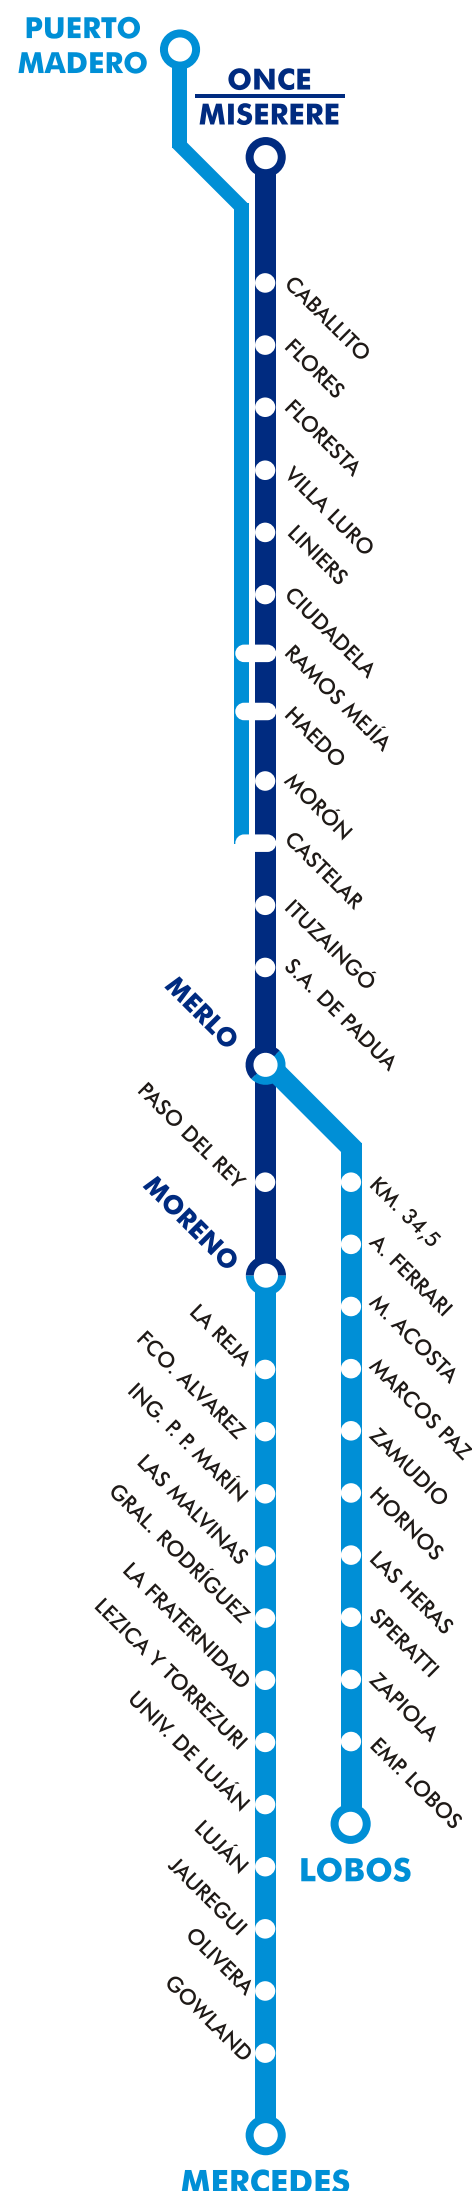 PUERTO
MADERO
ONCE
MISERERE
CABALLITO
FLORES
FLORESTA
VILLA LURO
LINIERS
CIUDADELA
RAMOS MEJÍA
HAEDO
MORÓN
CASTELAR
ITUZAINGÓ
S.A. DE PADUA
MERLO
PASO DEL REY
MORENO
KM. 34,5
A. FERRARI
M. ACOSTA
MARCOS PAZ
ZAMUDIO
HORNOS
LAS HERAS
SPERATTI
ZAPIOLA
EMP. LOBOS
LOBOS
LA REJA
FCO. ALVAREZ
ING. P. P. MARÍN
LAS MALVINAS
GRAL. RODRÍGUEZ
LA FRATERNIDAD
LEZICA Y TORREZURI
UNIV. DE LUJÁN
LUJÁN
JAUREGUI
OLIVERA
GOWLAND
MERCEDES